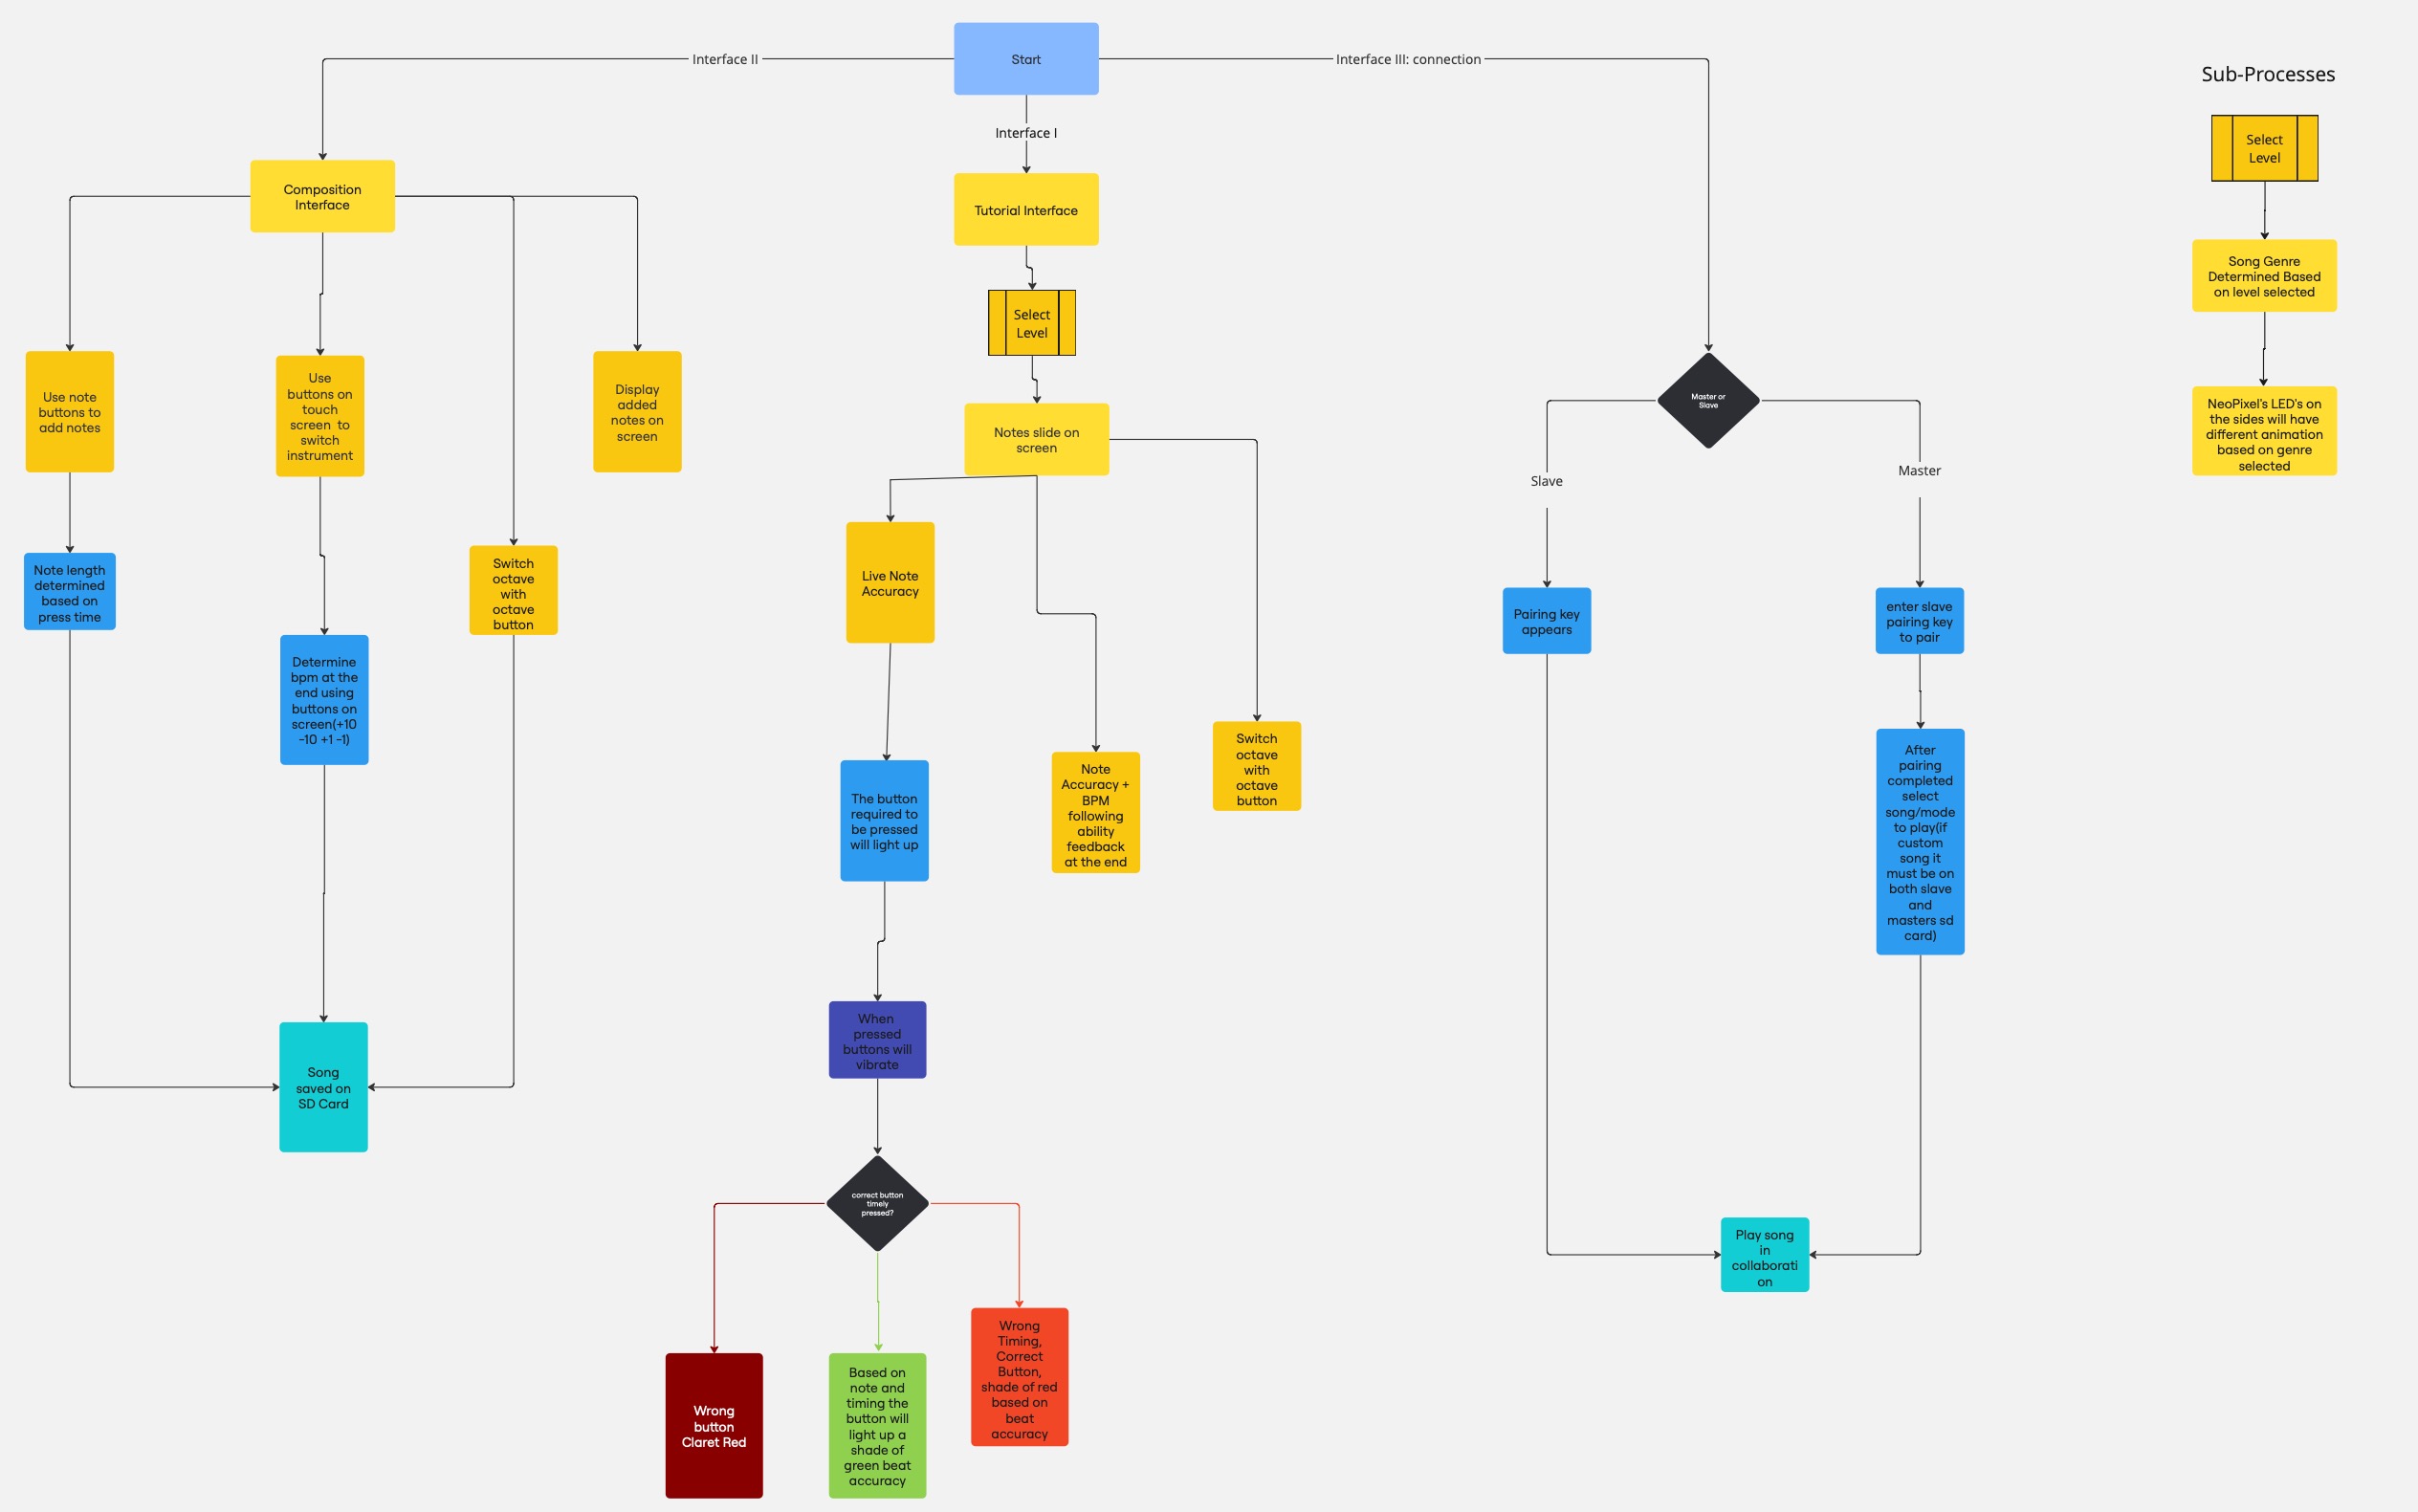 Start
Interface II
Interface III: connection
Interface I
Sub-Processes
Select
Level
Song Genre
Determined Based
on level selected
NeoPixel's LED's on
the sides will have
different animation
based on genre
selected
Composition
Interface
Use note
buttons to
add notes
Note length
determined
based on
press time
Use
buttons on
touch
screen  to
switch
instrument
Determine
bpm at the
end using
buttons on
screen(+10
-10 +1 -1)
Switch
octave
with
octave
button
Display
added
notes on
screen
Song
saved on
SD Card
Tutorial Interface
Select
Level
Notes slide on
screen
Live Note
Accuracy
The button
required to
be pressed
will light up
Note
Accuracy +
BPM
following
ability
feedback
at the end
Switch
octave
with
octave
button
When
pressed
buttons will
vibrate
correct button
timely
pressed?
Wrong
button
Claret Red
Based on
note and
timing the
button will
light up a
shade of
green beat
accuracy
Wrong
Timing,
Correct
Button,
shade of red
based on
beat
accuracy
Master or
Slave
Slave
Master
Pairing key
appears
enter slave
pairing key
to pair
After
pairing
completed
select
song/mode
to play(if
custom
song it
must be on
both slave
and
masters sd
card)
Play song
in
collaborati
on